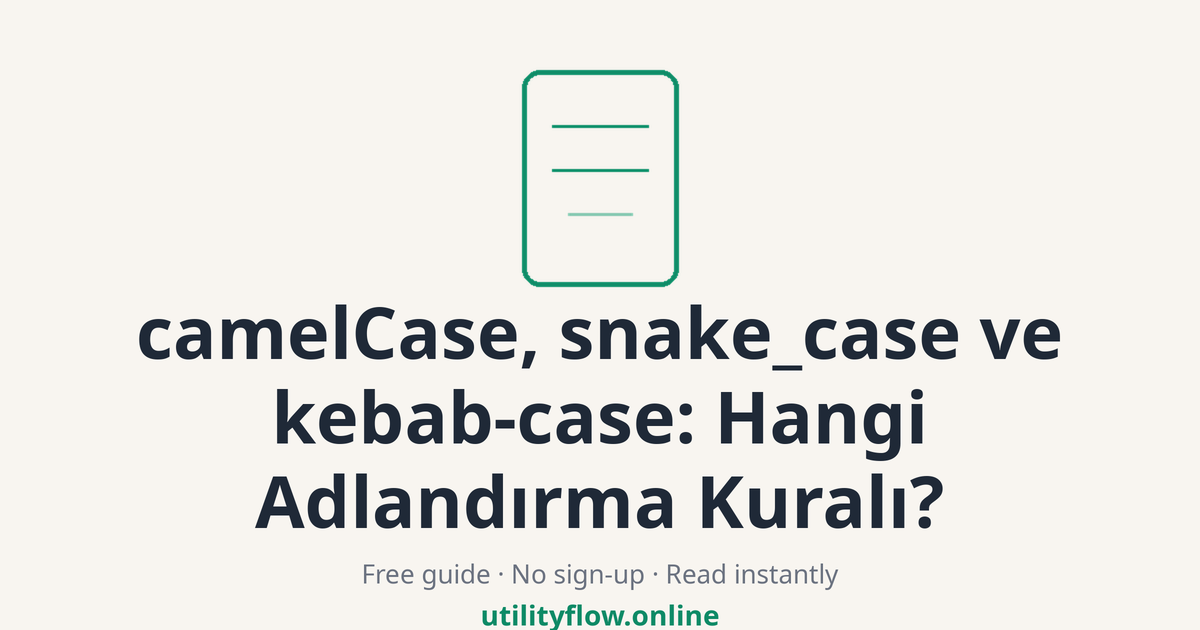 camelCase, snake_case ve
kebab-case: Hangi
Adlandırma Kuralı?
Free guide · No sign-up · Read instantly
utilityflow.online